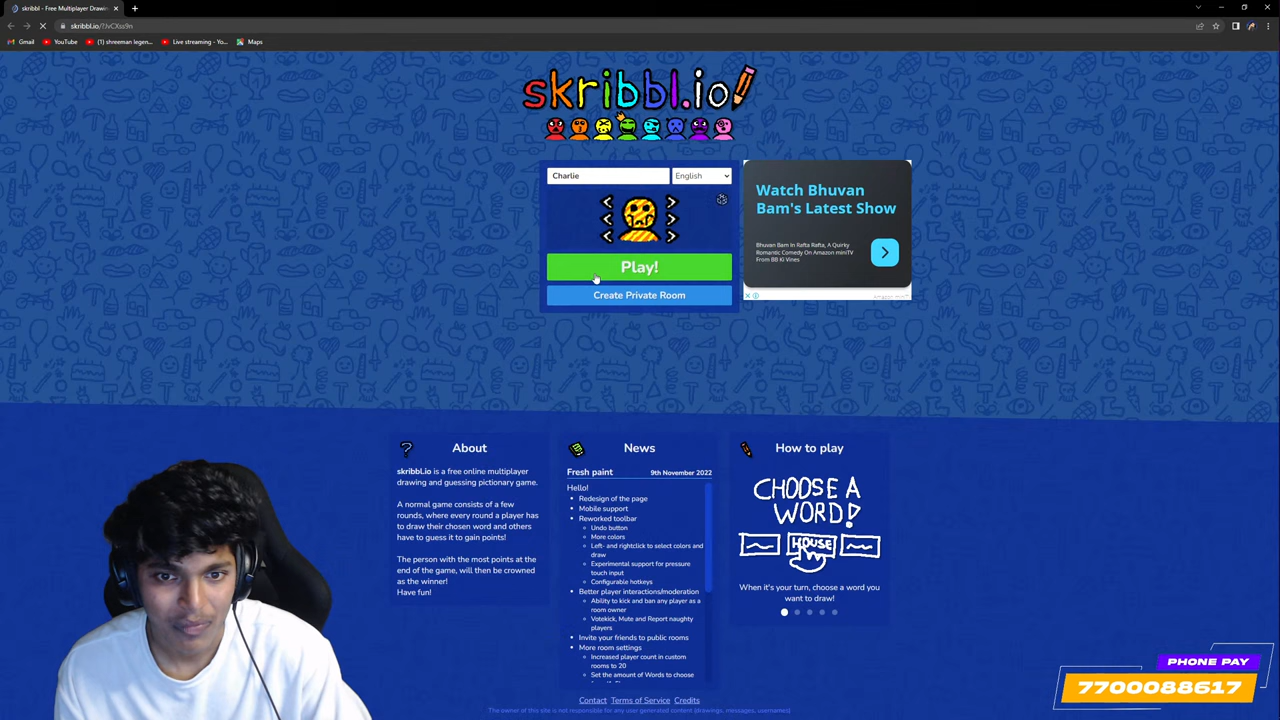 skribbl - Free Multiplayer Drawin
skribbl.io/?JvCXss9n
Gmail
YouTube
(1) shreeman legen...
Live streaming - Yo...
Maps
skribbl.io
Charlie
English
Play!
Create Private Room
Watch Bhuvan
Bam's Latest Show
Bhuvan Bam In Rafta Rafta, A Quirky
Romantic Comedy On Amazon miniTV
From BB Ki Vines
Amazon miniTV
About
skribbl.io is a free online multiplayer
drawing and guessing pictionary game.
A normal game consists of a few
rounds, where every round a player has
to draw their chosen word and others
have to guess it to gain points!
The person with the most points at the
end of the game, will then be crowned
as the winner!
Have fun!
News
Fresh paint 9th November 2022
Hello!
Redesign of the page
Mobile support
Reworked toolbar
Undo button
More colors
Left- and rightclick to select colors and
draw
Experimental support for pressure
touch input
Configurable hotkeys
Better player interactions/moderation
Ability to kick and ban any player as a
room owner
Votekick, Mute and Report naughty
players
Invite your friends to public rooms
More room settings
Increased player count in custom
rooms to 20
Set the amount of Words to choose
How to play
CHOOSE A
WORD!
HOUSE
When it's your turn, choose a word you
want to draw!
PHONE PAY
Contact Terms of Service Credits
The owner of this site is not responsible for any user generated content (drawings, messages, usernames)